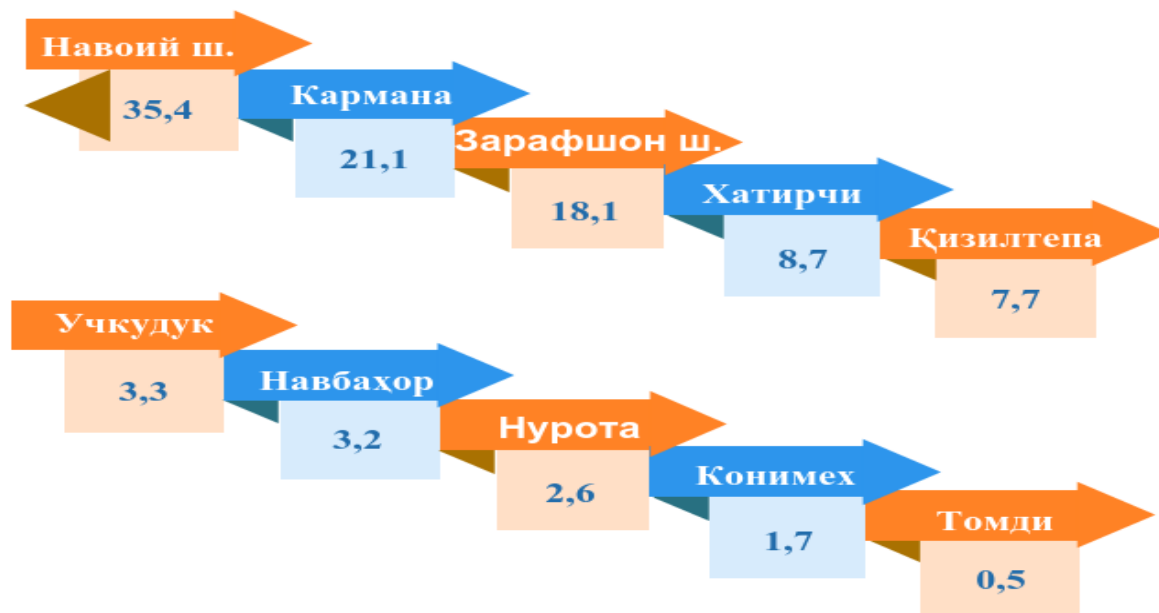 Навоий ш.
35,4
Кармана
21,1
Зарафшон ш.
18,1
Хатирчи
8,7
Қизилтепа
7,7
Учкудук
3,3
Навбаҳор
3,2
Нурота
2,6
Конимех
1,7
Томди
0,5